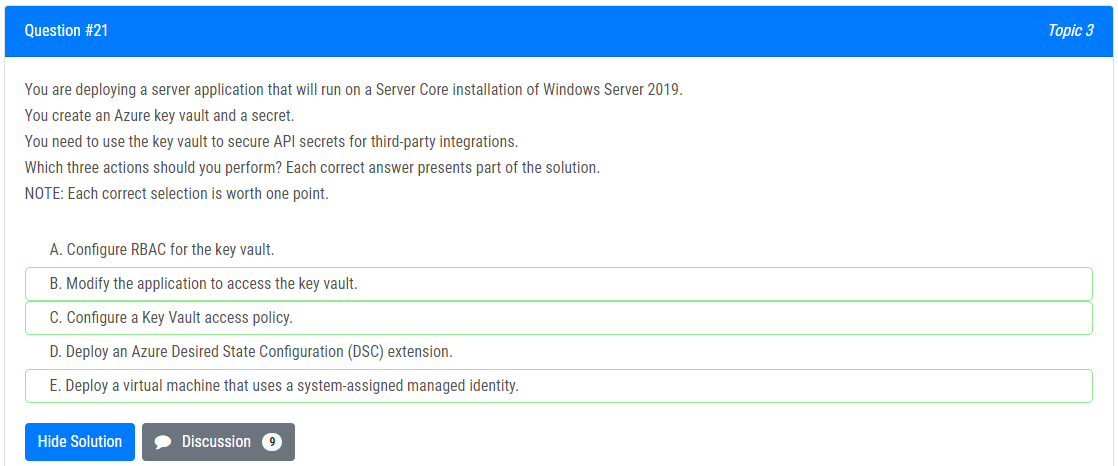 Question #21
Topic 3
You are deploying a server application that will run on a Server Core installation of Windows Server 2019.
You create an Azure key vault and a secret.
You need to use the key vault to secure API secrets for third-party integrations.
Which three actions should you perform? Each correct answer presents part of the solution.
NOTE: Each correct selection is worth one point.
A. Configure RBAC for the key vault.
B. Modify the application to access the key vault.
C. Configure a Key Vault access policy.
D. Deploy an Azure Desired State Configuration (DSC) extension.
E. Deploy a virtual machine that uses a system-assigned managed identity.
Hide Solution
Discussion 9